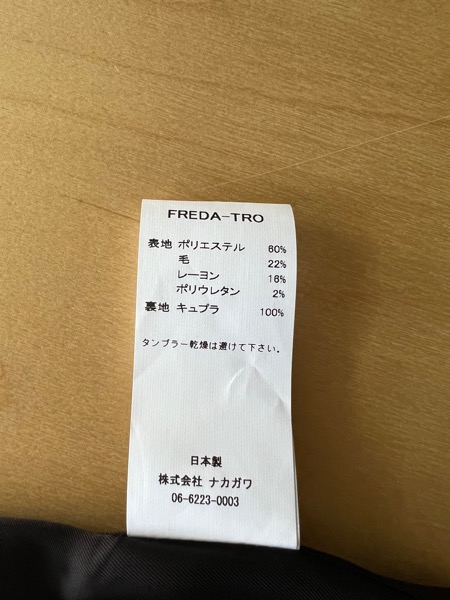 FREDA-TRO
表地 ポリエステル 60%
毛 22%
レーヨン 16%
ポリウレタン 2%
裏地 キュプラ 100%
タンブラー乾燥は避けて下さい。
日本製
株式会社 ナカガワ
06-6223-0003